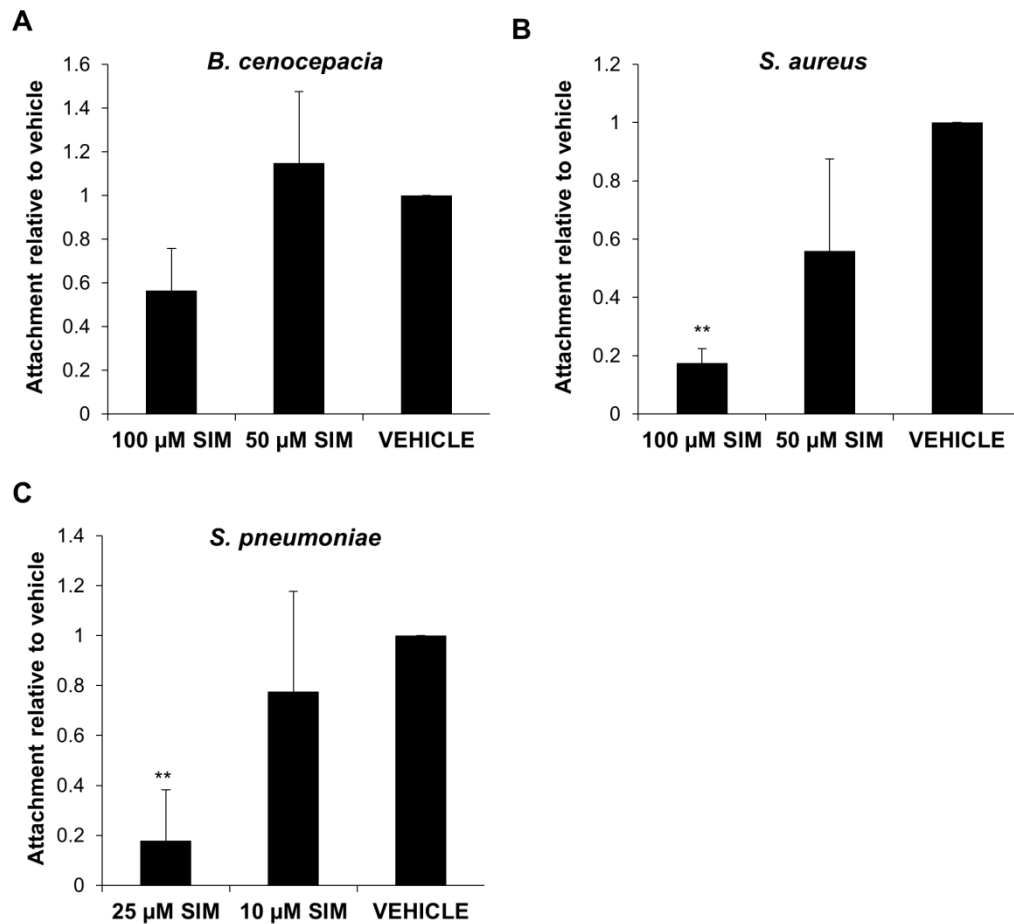 A
B. cenocepacia
Attachment relative to vehicle
1.6
1.4
1.2
1
0.8
0.6
0.4
0.2
0
100 µM SIM 50 µM SIM VEHICLE
B
S. aureus
Attachment relative to vehicle
1.2
1
0.8
0.6
0.4
0.2
0
**
100 µM SIM 50 µM SIM VEHICLE
C
S. pneumoniae
Attachment relative to vehicle
1.4
1.2
1
0.8
0.6
0.4
0.2
0
**
25 µM SIM 10 µM SIM VEHICLE